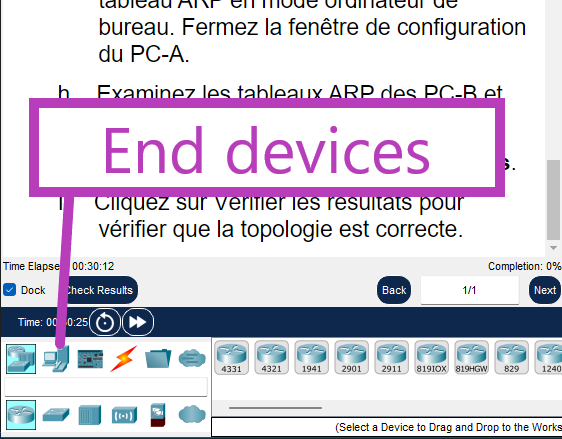 tableau ARP en mode ordinateur de
bureau. Fermez la fenêtre de configuration
du PC-A.
h. Examinez les tableaux ARP des PC-B et
End devices
Cliquez sur Vérifier les résultats pour
vérifier que la topologie est correcte.
Time Elapsed: 00:30:12
Completion: 0%
Dock
Check Results
Back
1/1
Next
Time: 00:30:25
4331
4321
1941
2901
2911
819IOX
819HGW
829
1240
(Select a Device to Drag and Drop to the Works